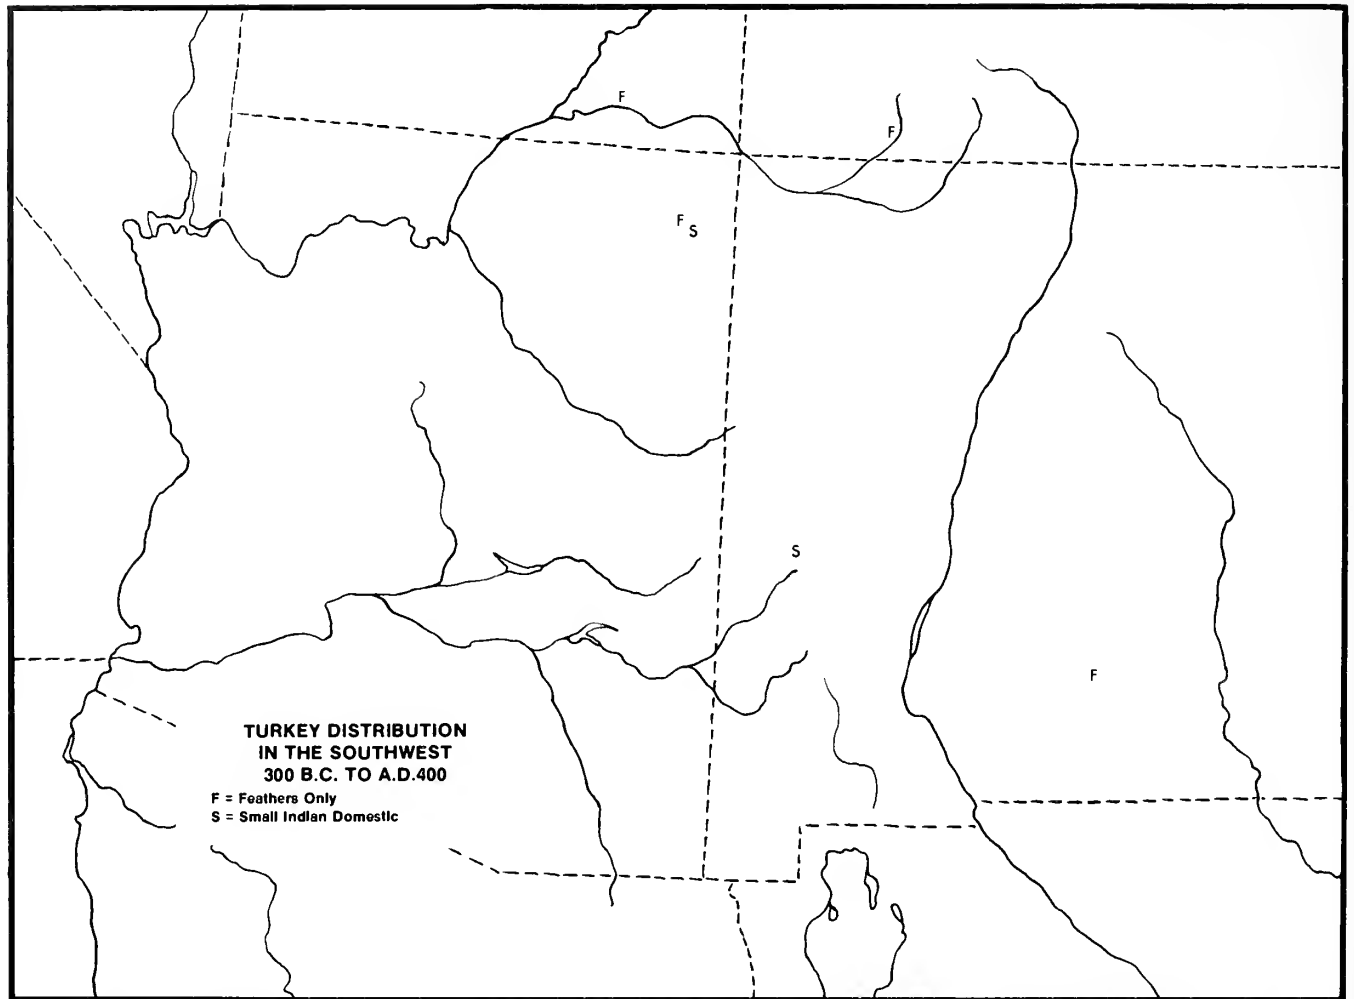 F
F
F
S
S
F
TURKEY DISTRIBUTION
IN THE SOUTHWEST
300 B.C. TO A.D.400
F = Feathers Only
S = Small Indian Domestic